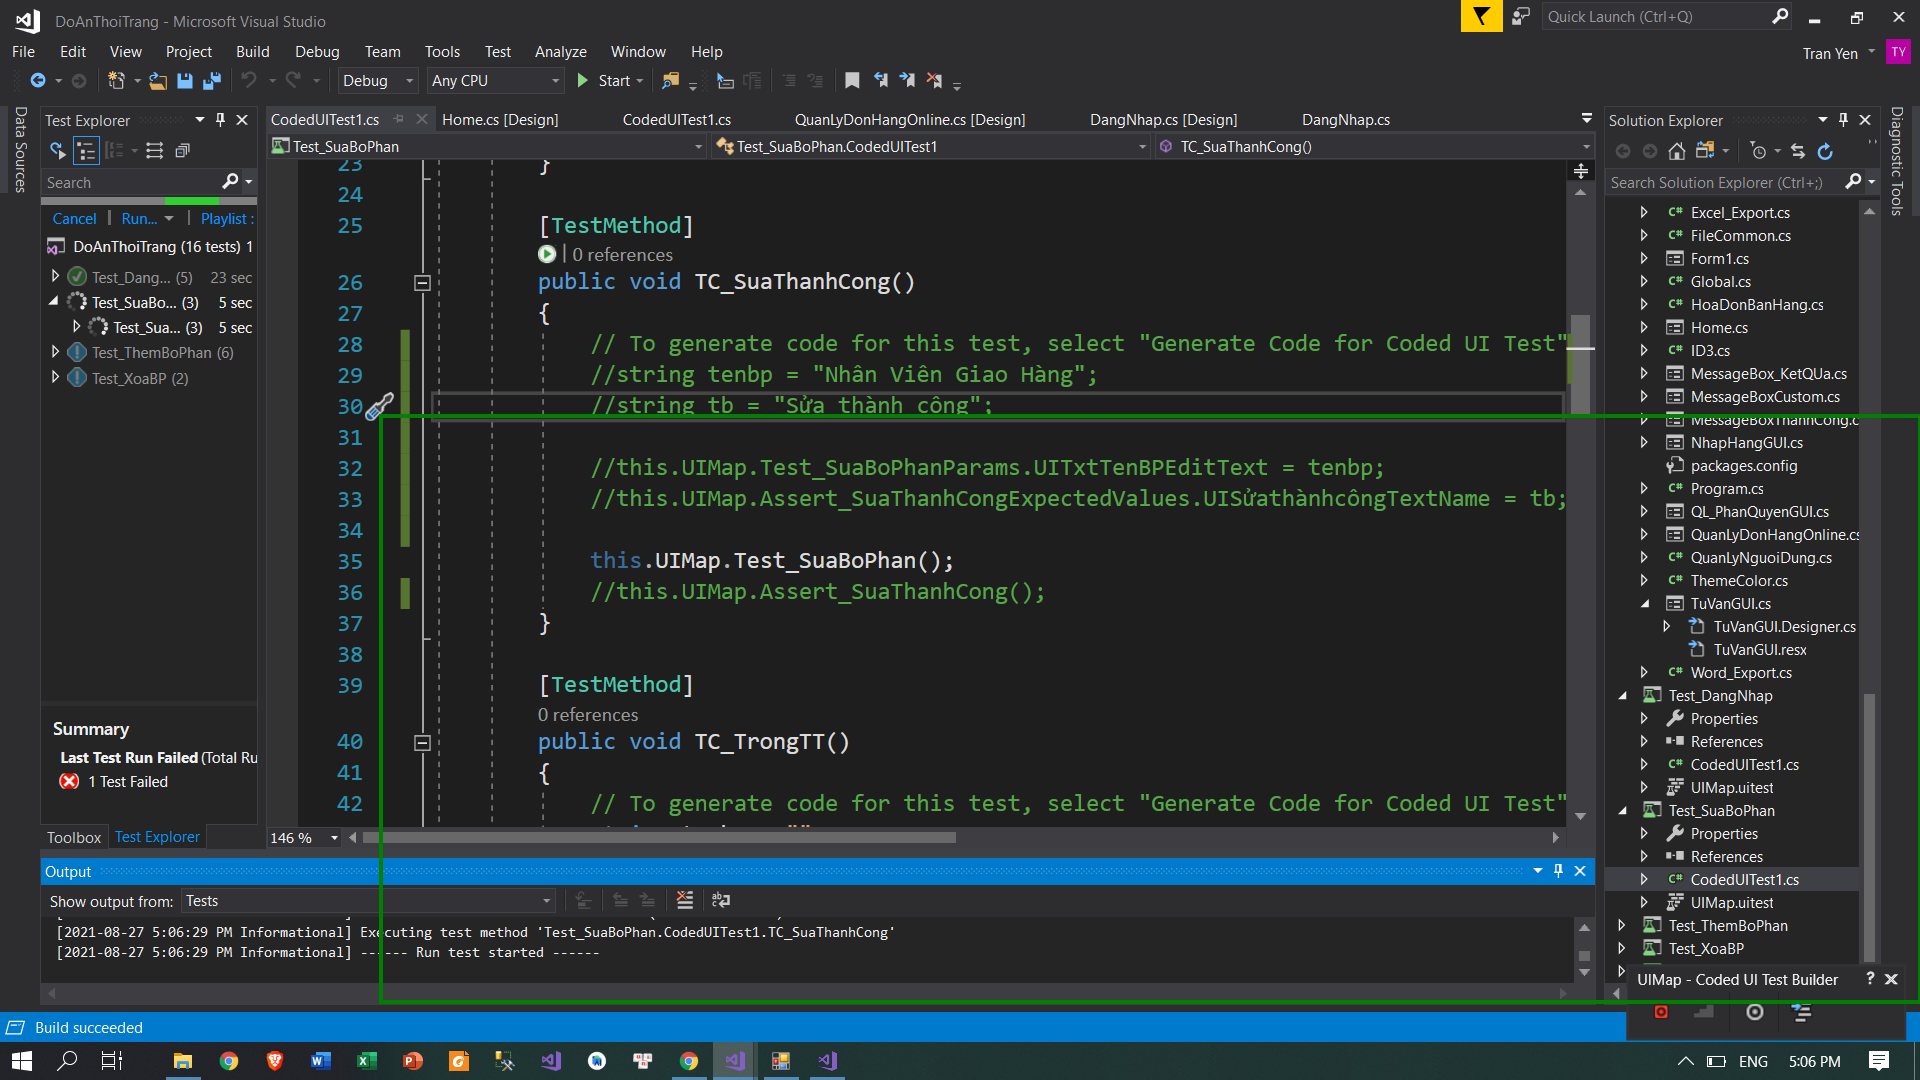 DoAnThoiTrang - Microsoft Visual Studio
Quick Launch (Ctrl+Q)
File Edit View Project Build Debug Team Tools Test Analyze Window Help
Tran Yen
TY
Debug
Any CPU
Start
Data Sources
Test Explorer
Search
Cancel
Run...
Playlist :
DoAnThoiTrang (16 tests) 1
Test_Dang... (5) 23 sec
Test_SuaBo... (3) 5 sec
Test_Sua... (3) 5 sec
Test_ThemBoPhan (6)
Test_XoaBP (2)
Summary
Last Test Run Failed (Total Ru
1 Test Failed
Toolbox
Test Explorer
CodedUITest1.cs
Home.cs [Design]
CodedUITest1.cs
QuanLyDonHangOnline.cs [Design]
DangNhap.cs [Design]
DangNhap.cs
Test_SuaBoPhan
Test_SuaBoPhan.CodedUITest1
TC_SuaThanhCong()
23 }
24
25 [TestMethod]
0 references
26 public void TC_SuaThanhCong()
27 {
28 // To generate code for this test, select "Generate Code for Coded UI Test"
29 //string tenbp = "Nhân Viên Giao Hàng";
30 //string tb = "Sửa thành công";
31
32 //this.UIMap.Test_SuaBoPhanParams.UITxtTenBPEditText = tenbp;
33 //this.UIMap.Assert_SuaThanhCongExpectedValues.UISửathànhcôngTextName = tb;
34
35 this.UIMap.Test_SuaBoPhan();
36 //this.UIMap.Assert_SuaThanhCong();
37 }
38
39 [TestMethod]
0 references
40 public void TC_TrongTT()
41 {
42 // To generate code for this test, select "Generate Code for Coded UI Test"
146 %
Output
Show output from: Tests
[2021-08-27 5:06:29 PM Informational] Executing test method 'Test_SuaBoPhan.CodedUITest1.TC_SuaThanhCong'
[2021-08-27 5:06:29 PM Informational] ------ Run test started ------
Solution Explorer
Search Solution Explorer (Ctrl+;)
Excel_Export.cs
FileCommon.cs
Form1.cs
Global.cs
HoaDonBanHang.cs
Home.cs
ID3.cs
MessageBox_KetQUa.cs
MessageBoxCustom.cs
MessageBoxThanhCong.c
NhapHangGUI.cs
packages.config
Program.cs
QL_PhanQuyenGUI.cs
QuanLyDonHangOnline.cs
QuanLyNguoiDung.cs
ThemeColor.cs
TuVanGUI.cs
TuVanGUI.Designer.cs
TuVanGUI.resx
Word_Export.cs
Test_DangNhap
Properties
References
CodedUITest1.cs
UIMap.uitest
Test_SuaBoPhan
Properties
References
CodedUITest1.cs
UIMap.uitest
Test_ThemBoPhan
Test_XoaBP
Diagnostic Tools
UIMap - Coded UI Test Builder
Build succeeded
ENG
5:06 PM